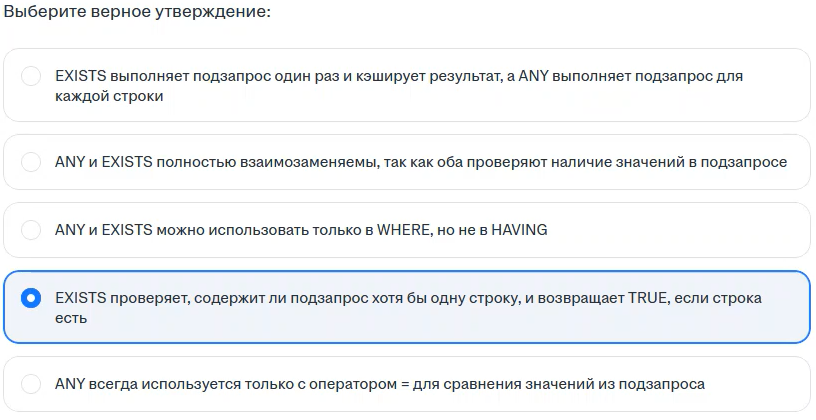 Выберите верное утверждение:
EXISTS выполняет подзапрос один раз и кэширует результат, а ANY выполняет подзапрос для
каждой строки
ANY и EXISTS полностью взаимозаменяемы, так как оба проверяют наличие значений в подзапросе
ANY и EXISTS можно использовать только в WHERE, но не в HAVING
EXISTS проверяет, содержит ли подзапрос хотя бы одну строку, и возвращает TRUE, если строка
есть
ANY всегда используется только с оператором = для сравнения значений из подзапроса